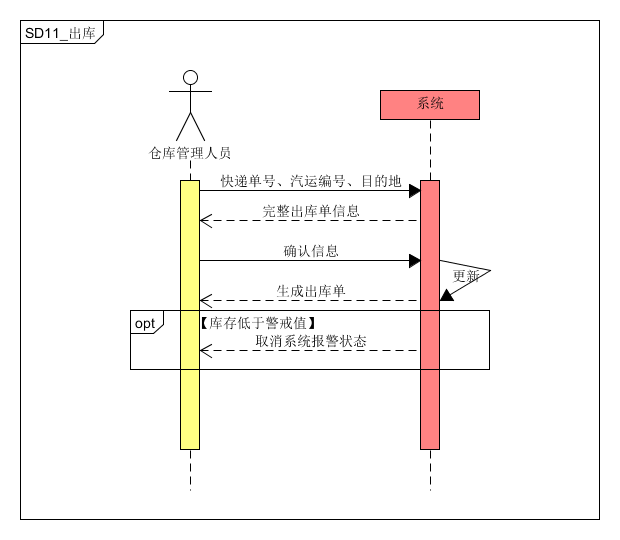 SD11_出库
系统
仓库管理人员
快递单号、汽运编号、目的地
完整出库单信息
确认信息
更新
生成出库单
opt
【库存低于警戒值】
取消系统报警状态